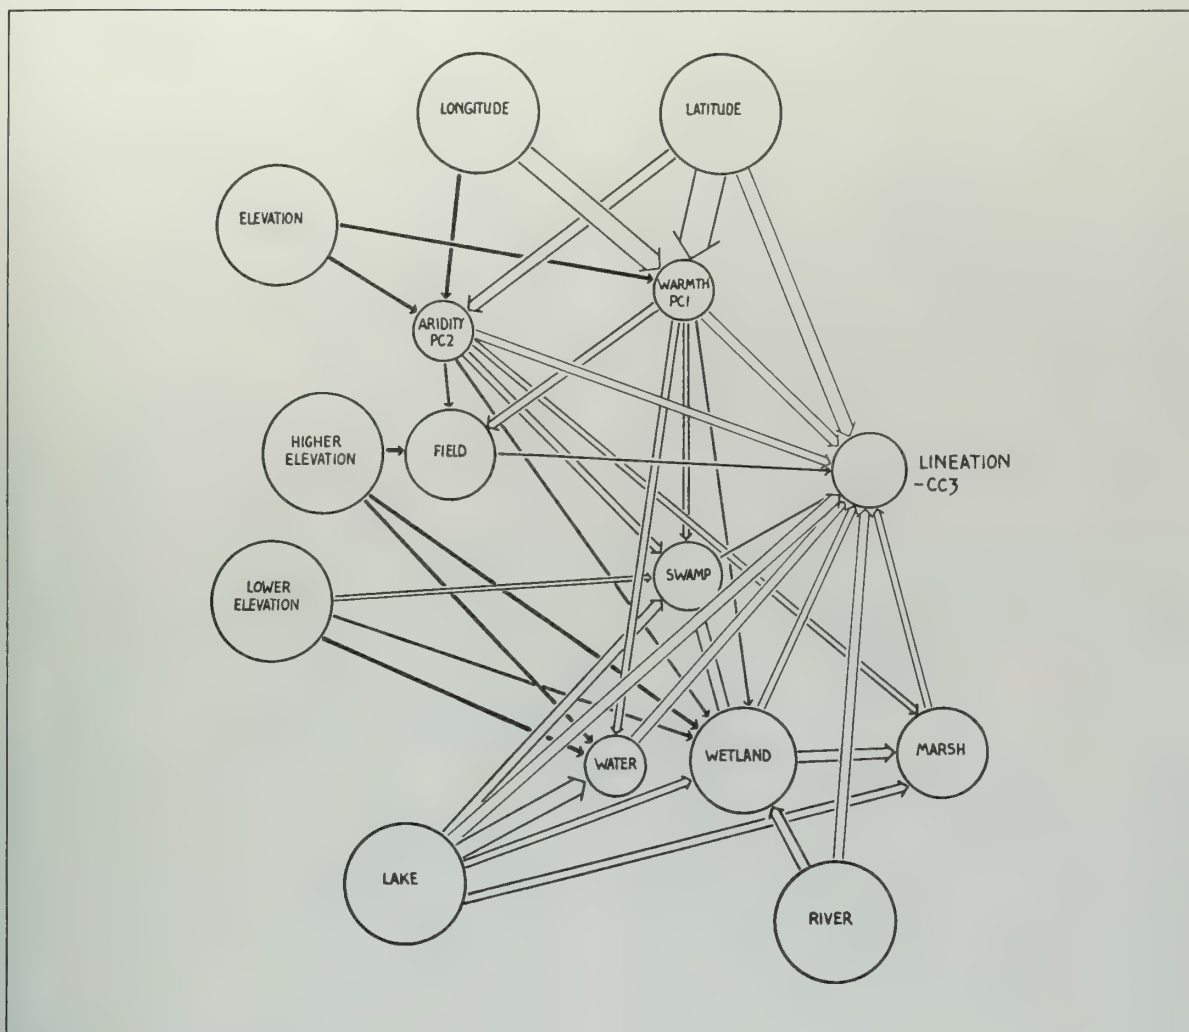 LONGITUDE
LATITUDE
ELEVATION
WARMTH
PC1
ARIDITY
PC2
HIGHER
ELEVATION
FIELD
LINEATION
-CC3
SWAMP
LOWER
ELEVATION
WATER
WETLAND
MARSH
LAKE
RIVER